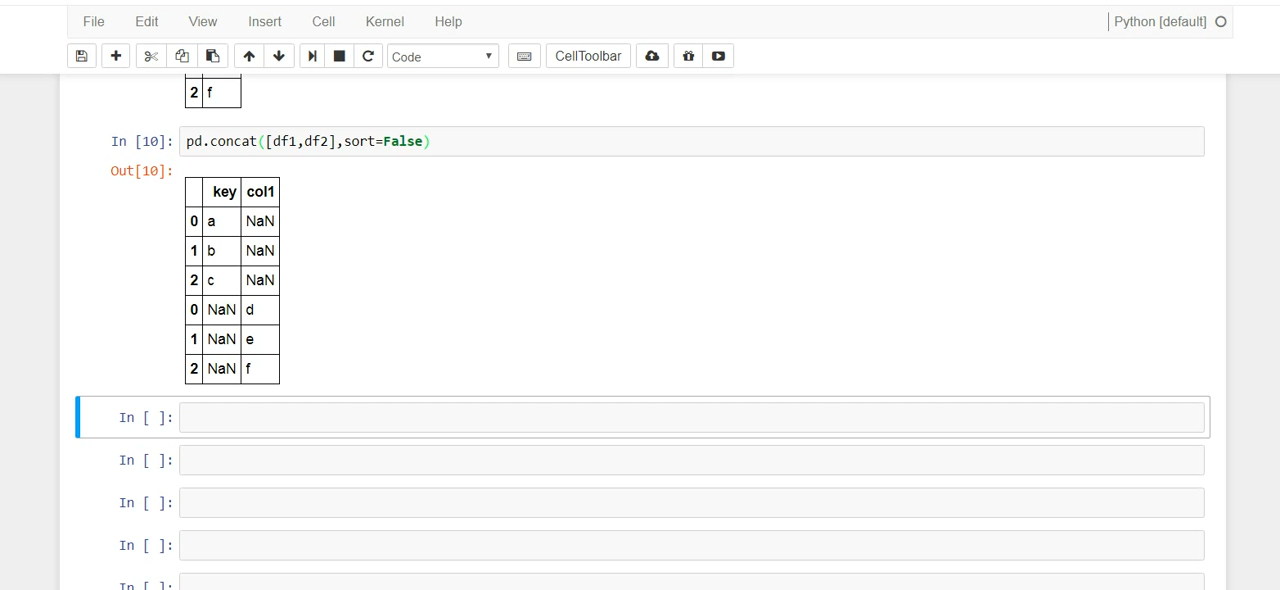 File Edit View Insert Cell Kernel Help Python [default]
Code CellToolbar
2 f
In [10]: pd.concat([df1,df2],sort=False)
Out[10]:
key col1
0 a NaN
1 b NaN
2 c NaN
0 NaN d
1 NaN e
2 NaN f
In [ ]:
In [ ]:
In [ ]:
In [ ]:
In [ ]: